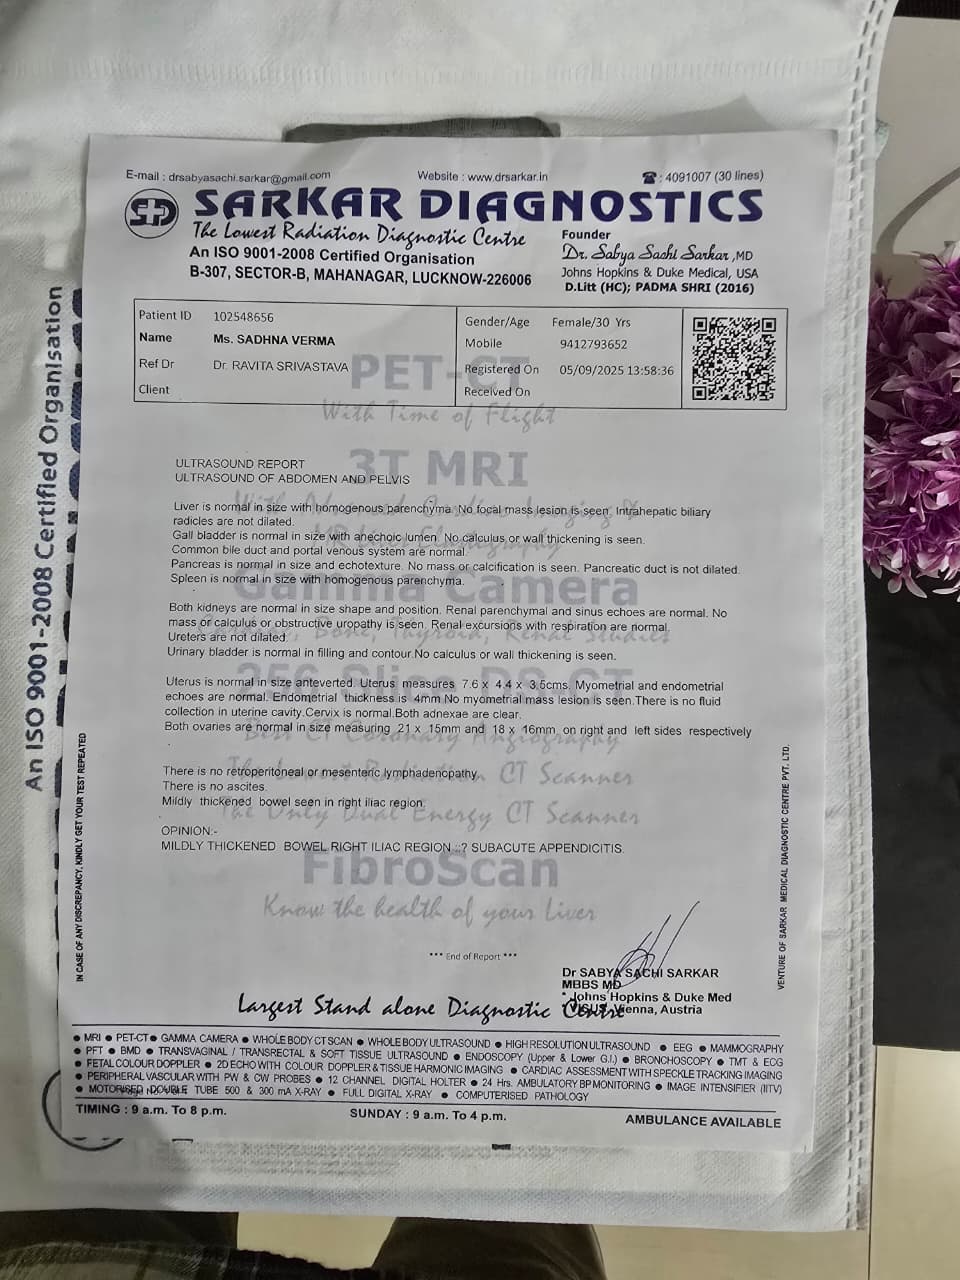 E-mail : drsabyasachi.sarkar@gmail.com Website : www.drsarkar.in ☎ : 4091007 (30 lines)
SARKAR DIAGNOSTICS
The Lowest Radiation Diagnostic Centre
An ISO 9001-2008 Certified Organisation
B-307, SECTOR-B, MAHANAGAR, LUCKNOW-226006
Founder
Dr. Sabya Sachi Sarkar, MD
Johns Hopkins & Duke Medical, USA
D.Litt (HC); PADMA SHRI (2016)
Patient ID 102548656
Name Ms. SADHNA VERMA
Ref Dr Dr. RAVITA SRIVASTAVA
Client
Gender/Age Female/30 Yrs
Mobile 9412793652
Registered On 05/09/2025 13:58:36
Received On
PET-CT
With Time of Flight
3T MRI
ULTRASOUND REPORT
ULTRASOUND OF ABDOMEN AND PELVIS
Liver is normal in size with homogenous parenchyma. No focal mass lesion is seen. Intrahepatic biliary
radicles are not dilated.
Gall bladder is normal in size with anechoic lumen. No calculus or wall thickening is seen.
Common bile duct and portal venous system are normal.
Pancreas is normal in size and echotexture. No mass or calcification is seen. Pancreatic duct is not dilated.
Spleen is normal in size with homogenous parenchyma.
Gamma Camera
Both kidneys are normal in size shape and position. Renal parenchymal and sinus echoes are normal. No
mass or calculus or obstructive uropathy is seen. Renal excursions with respiration are normal.
Ureters are not dilated.
Urinary bladder is normal in filling and contour.No calculus or wall thickening is seen.
Uterus is normal in size anteverted. Uterus measures 7.6 x 4.4 x 3.5cms. Myometrial and endometrial
echoes are normal. Endometrial thickness is 4mm.No myometrial mass lesion is seen.There is no fluid
collection in uterine cavity.Cervix is normal.Both adnexae are clear.
Both ovaries are normal in size measuring 21 x 15mm and 18 x 16mm on right and left sides respectively
.
There is no retroperitoneal or mesenteric lymphadenopathy.
There is no ascites.
Mildly thickened bowel seen in right iliac region.
CT Scanner
The Only Dual Energy CT Scanner
OPINION:-
MILDLY THICKENED BOWEL RIGHT ILIAC REGION ..? SUBACUTE APPENDICITIS.
FibroScan
Know the health of your Liver
*** End of Report ***
Dr SABYA SACHI SARKAR
MBBS MD
* Johns Hopkins & Duke Med
Vienna, Austria
Largest Stand alone Diagnostic Centre
● MRI ● PET-CT ● GAMMA CAMERA ● WHOLE BODY CT SCAN ● WHOLE BODY ULTRASOUND ● HIGH RESOLUTION ULTRASOUND ● EEG ● MAMMOGRAPHY
● PFT ● BMD ● TRANSVAGINAL / TRANSRECTAL & SOFT TISSUE ULTRASOUND ● ENDOSCOPY (Upper & Lower G.I.) ● BRONCHOSCOPY ● TMT & ECG
● FETAL COLOUR DOPPLER ● 2D ECHO WITH COLOUR DOPPLER & TISSUE HARMONIC IMAGING ● CARDIAC ASSESSMENT WITH SPECKLE TRACKING IMAGING
● PERIPHERAL VASCULAR WITH PW & CW PROBES ● 12 CHANNEL DIGITAL HOLTER ● 24 Hrs. AMBULATORY BP MONITORING ● IMAGE INTENSIFIER (IITV)
● MOTORISED DOUBLE TUBE 500 & 300 mA X-RAY ● FULL DIGITAL X-RAY ● COMPUTERISED PATHOLOGY
TIMING : 9 a.m. To 8 p.m. SUNDAY : 9 a.m. To 4 p.m. AMBULANCE AVAILABLE
IN CASE OF ANY DISCREPANCY, KINDLY GET YOUR TEST REPEATED
VENTURE OF SARKAR MEDICAL DIAGNOSTIC CENTRE PVT. LTD.
An ISO 9001-2008 Certified Organisation